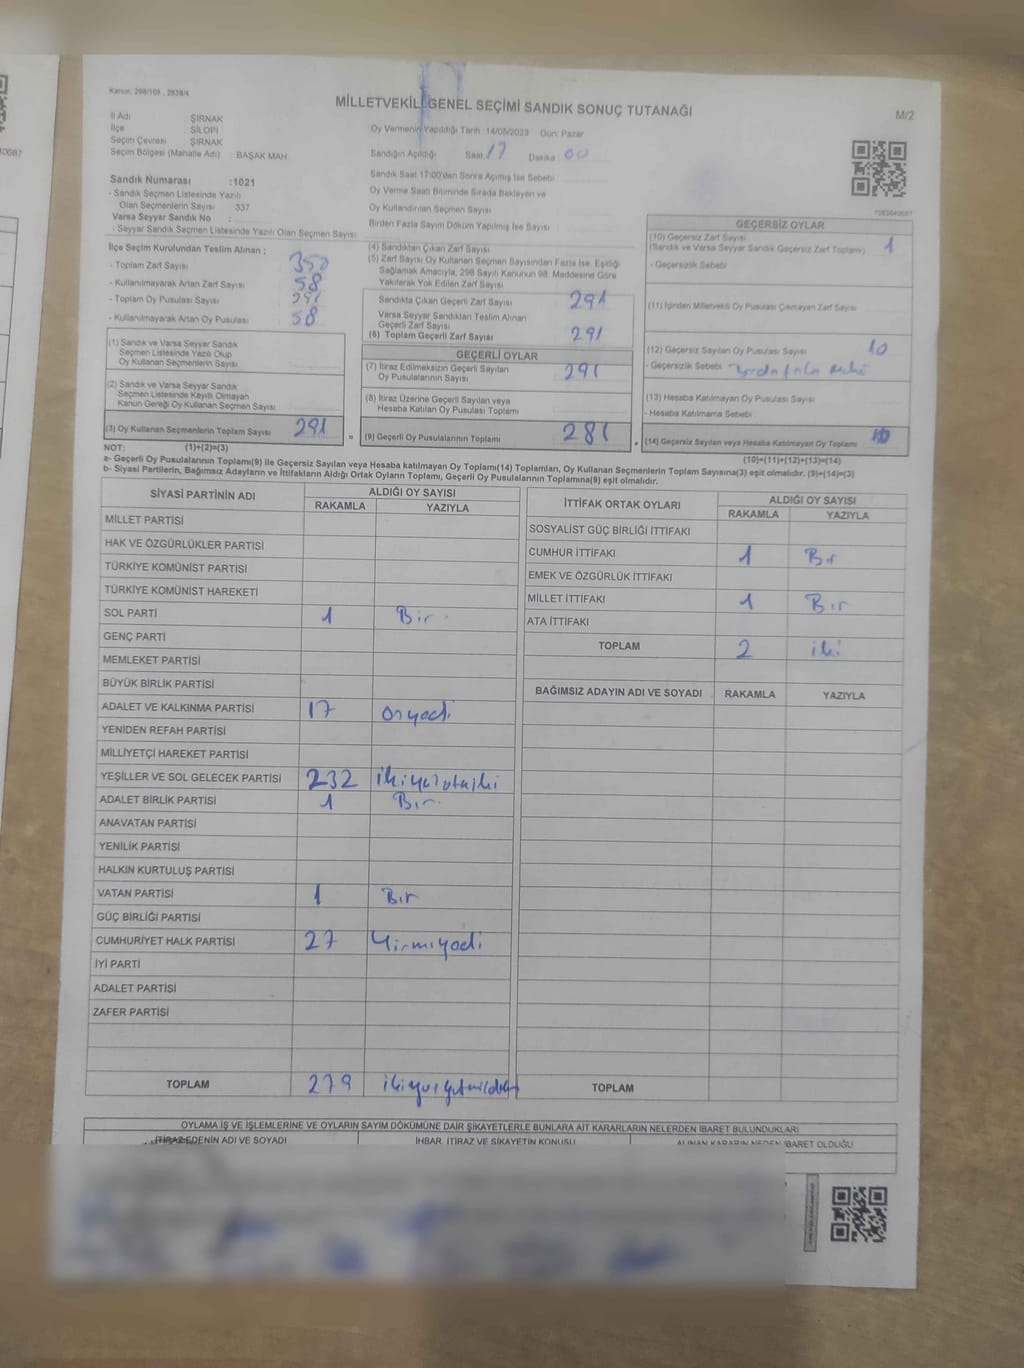 Kanun: 298/108 , 2839/4
MİLLETVEKİLİ GENEL SEÇİMİ SANDIK SONUÇ TUTANAĞI
M/2
İl Adı : ŞIRNAK
İlçe : SİLOPİ
Seçim Çevresi : ŞIRNAK
Seçim Bölgesi (Mahalle Adı) : BAŞAK MAH.
Sandık Numarası :1021
- Sandık Seçmen Listesinde Yazılı
Olan Seçmenlerin Sayısı : 337
Varsa Seyyar Sandık No :
- Seyyar Sandık Seçmen Listesinde Yazılı Olan Seçmen Sayısı:
Oy Vermenin Yapıldığı Tarih :14/05/2023 Gün: Pazar
Sandığın Açıldığı Saat 17 Dakika : 00
Sandık Saat 17:00'den Sonra Açılmış İse Sebebi
Oy Verme Saati Bitiminde Sırada Bekleyen ve
Oy Kullandırılan Seçmen Sayısı
Birden Fazla Sayım Döküm Yapılmış İse Sayısı
İlçe Seçim Kurulundan Teslim Alınan ;
- Toplam Zarf Sayısı 350
- Kullanılmayarak Artan Zarf Sayısı 58
- Toplam Oy Pusulası Sayısı
- Kullanılmayarak Artan Oy Pusulası 58
(1) Sandık ve Varsa Seyyar Sandık
Seçmen Listesinde Yazılı Olup
Oy Kullanan Seçmenlerin Sayısı
(2) Sandık ve Varsa Seyyar Sandık
Seçmen Listesinde Kayıtlı Olmayan
Kanun Gereği Oy Kullanan Seçmen Sayısı
(3) Oy Kullanan Seçmenlerin Toplam Sayısı 291
(4) Sandıktan Çıkan Zarf Sayısı
(5) Zarf Sayısı Oy Kullanan Seçmen Sayısından Fazla İse, Eşitliği
Sağlamak Amacıyla, 298 Sayılı Kanunun 98. Maddesine Göre
Yakılarak Yok Edilen Zarf Sayısı
Sandıkta Çıkan Geçerli Zarf Sayısı 291
Varsa Seyyar Sandıktan Teslim Alınan
Geçerli Zarf Sayısı
(6) Toplam Geçerli Zarf Sayısı 291
GEÇERLİ OYLAR
(7) İtiraz Edilmeksizin Geçerli Sayılan
Oy Pusulalarının Sayısı 291
(8) İtiraz Üzerine Geçerli Sayılan veya
Hesaba Katılan Oy Pusulası Toplamı
= (9) Geçerli Oy Pusulalarının Toplamı 281
GEÇERSİZ OYLAR
(10) Geçersiz Zarf Sayısı 1
(Sandık ve Varsa Seyyar Sandık Geçersiz Zarf Toplamı)
- Geçersizlik Sebebi
(11) İçinden Milletvekili Oy Pusulası Çıkmayan Zarf Sayısı
(12) Geçersiz Sayılan Oy Pusulası Sayısı 10
- Geçersizlik Sebebi
(13) Hesaba Katılmayan Oy Pusulası Sayısı
- Hesaba Katılmama Sebebi
+ (14) Geçersiz Sayılan veya Hesaba Katılmayan Oy Toplamı 10
NOT: (1)+(2)=(3) (10)+(11)+(12)+(13)=(14)
a- Geçerli Oy Pusulalarının Toplamı(9) ile Geçersiz Sayılan veya Hesaba katılmayan Oy Toplamı(14) Toplamları, Oy Kullanan Seçmenlerin Toplam Sayısına(3) eşit olmalıdır. (9)+(14)=(3)
b- Siyasi Partilerin, Bağımsız Adayların ve İttifakların Aldığı Ortak Oyların Toplamı, Geçerli Oy Pusulalarının Toplamına(9) eşit olmalıdır.
SİYASİ PARTİNİN ADI ALDIĞI OY SAYISI
RAKAMLA YAZIYLA
MİLLET PARTİSİ
HAK VE ÖZGÜRLÜKLER PARTİSİ
TÜRKİYE KOMÜNİST PARTİSİ
TÜRKİYE KOMÜNİST HAREKETİ
SOL PARTİ 1 Bir
GENÇ PARTİ
MEMLEKET PARTİSİ
BÜYÜK BİRLİK PARTİSİ
ADALET VE KALKINMA PARTİSİ 17 onyedi
YENİDEN REFAH PARTİSİ
MİLLİYETÇİ HAREKET PARTİSİ
YEŞİLLER VE SOL GELECEK PARTİSİ 232 ikiyüzotuziki
ADALET BİRLİK PARTİSİ 1 Bir
ANAVATAN PARTİSİ
YENİLİK PARTİSİ
HALKIN KURTULUŞ PARTİSİ
VATAN PARTİSİ 1 Bir
GÜÇ BİRLİĞİ PARTİSİ
CUMHURİYET HALK PARTİSİ 27 Yirmiyedi
İYİ PARTİ
ADALET PARTİSİ
ZAFER PARTİSİ
TOPLAM 279
İTTİFAK ORTAK OYLARI ALDIĞI OY SAYISI
RAKAMLA YAZIYLA
SOSYALİST GÜÇ BİRLİĞİ İTTİFAKI
CUMHUR İTTİFAKI 1 Bir
EMEK VE ÖZGÜRLÜK İTTİFAKI
MİLLET İTTİFAKI 1 Bir
ATA İTTİFAKI
TOPLAM 2 iki
BAĞIMSIZ ADAYIN ADI VE SOYADI RAKAMLA YAZIYLA
TOPLAM
OYLAMA İŞ VE İŞLEMLERİNE VE OYLARIN SAYIM DÖKÜMÜNE DAİR ŞİKAYETLERLE BUNLARA AİT KARARLARIN NELERDEN İBARET BULUNDUKLARI
İTİRAZ EDENİN ADI VE SOYADI İHBAR, İTİRAZ VE ŞİKAYETİN KONUSU ALINAN KARARIN NEDEN İBARET OLDUĞU